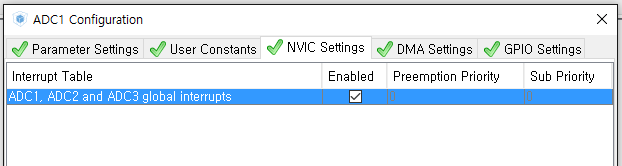 ADC1 Configuration
Parameter Settings User Constants NVIC Settings DMA Settings GPIO Settings
Interrupt Table Enabled Preemption Priority Sub Priority
ADC1, ADC2 and ADC3 global interrupts